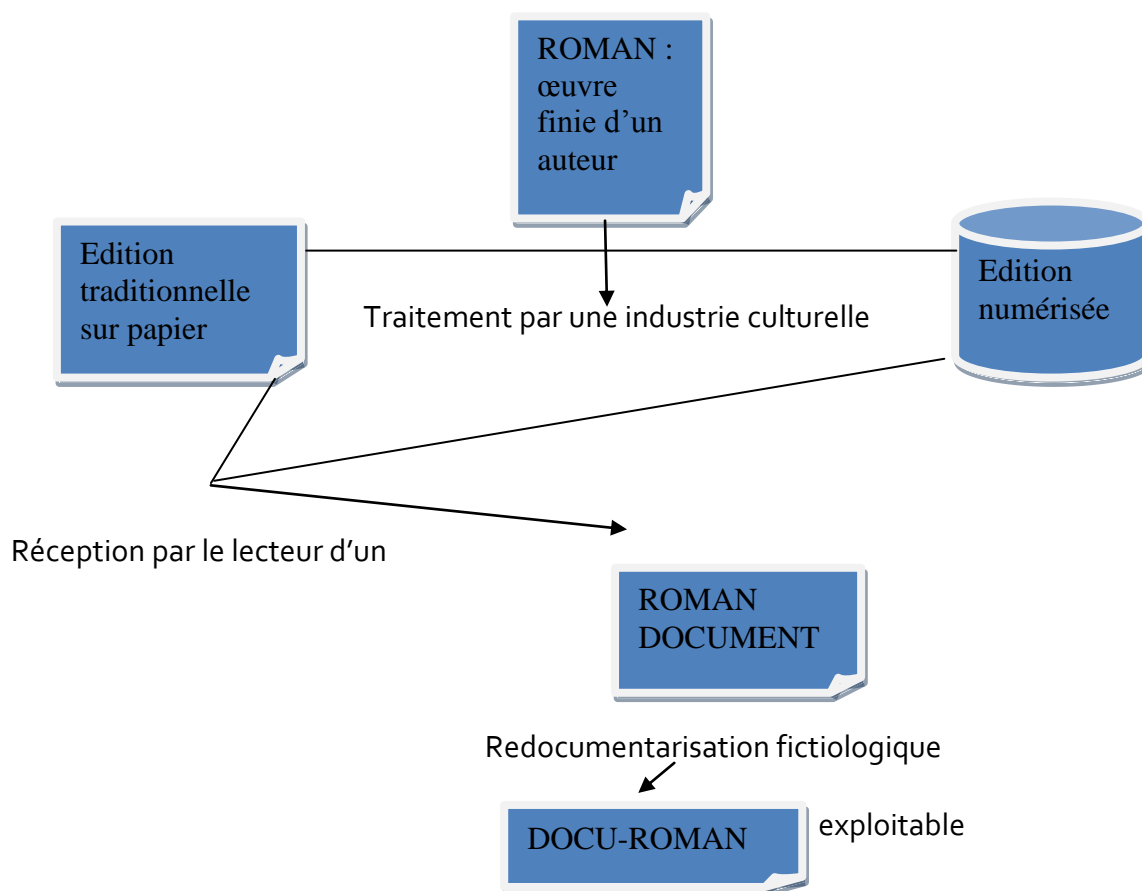 ROMAN :
œuvre
finie d’un
auteur
Edition
traditionnelle
sur papier
Edition
numérisée
Traitement par une industrie culturelle
Réception par le lecteur d’un
ROMAN
DOCUMENT
Redocumentarisation fictiologique
DOCU-ROMAN
exploitable